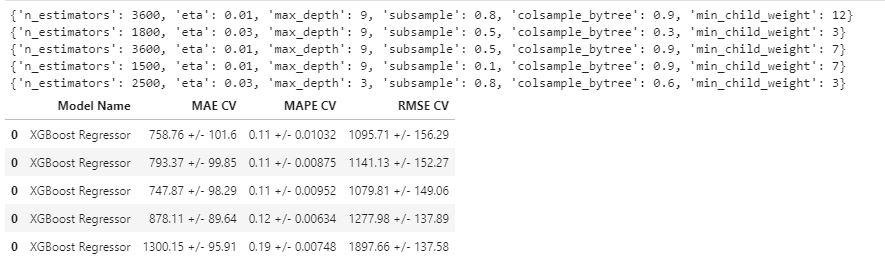 {'n_estimators': 3600, 'eta': 0.01, 'max_depth': 9, 'subsample': 0.8, 'colsample_bytree': 0.9, 'min_child_weight': 12}
{'n_estimators': 1800, 'eta': 0.03, 'max_depth': 9, 'subsample': 0.5, 'colsample_bytree': 0.3, 'min_child_weight': 3}
{'n_estimators': 3600, 'eta': 0.01, 'max_depth': 9, 'subsample': 0.5, 'colsample_bytree': 0.9, 'min_child_weight': 7}
{'n_estimators': 1500, 'eta': 0.01, 'max_depth': 9, 'subsample': 0.1, 'colsample_bytree': 0.9, 'min_child_weight': 7}
{'n_estimators': 2500, 'eta': 0.03, 'max_depth': 3, 'subsample': 0.8, 'colsample_bytree': 0.6, 'min_child_weight': 3}
Model Name MAE CV MAPE CV RMSE CV
0 XGBoost Regressor 758.76 +/- 101.6 0.11 +/- 0.01032 1095.71 +/- 156.29
0 XGBoost Regressor 793.37 +/- 99.85 0.11 +/- 0.00875 1141.13 +/- 152.27
0 XGBoost Regressor 747.87 +/- 98.29 0.11 +/- 0.00952 1079.81 +/- 149.06
0 XGBoost Regressor 878.11 +/- 89.64 0.12 +/- 0.00634 1277.98 +/- 137.89
0 XGBoost Regressor 1300.15 +/- 95.91 0.19 +/- 0.00748 1897.66 +/- 137.58